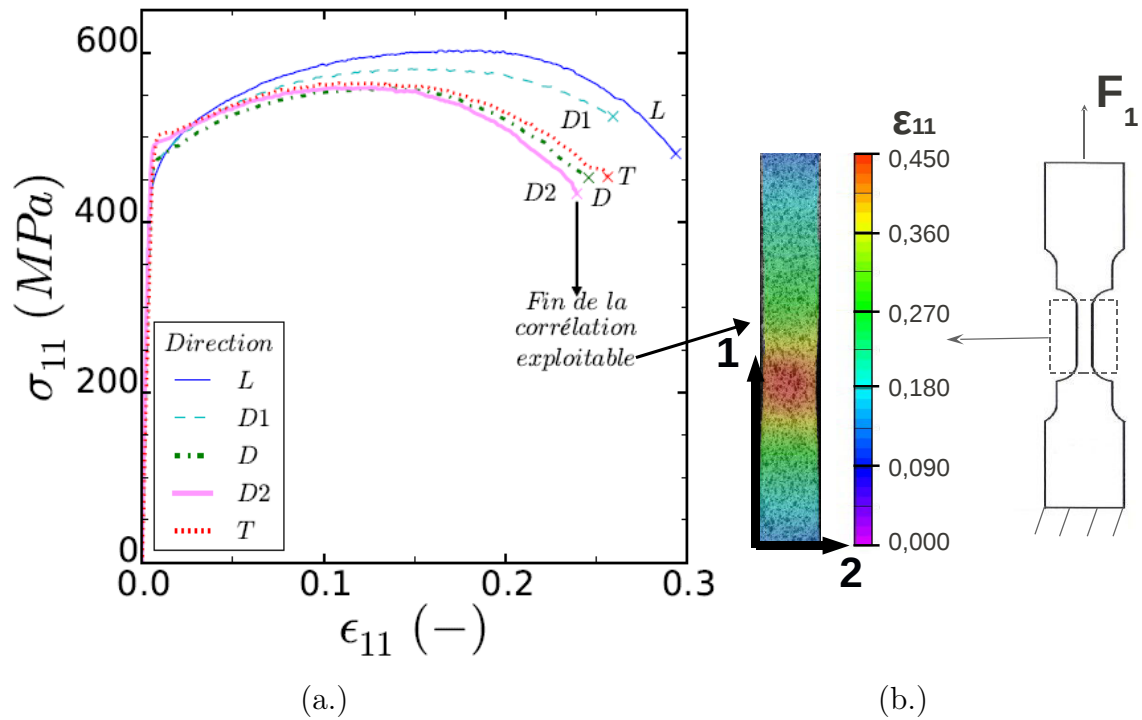 600
400
200
0
0.0
0.1
0.2
0.3
σ11 (MPa)
ϵ11 (−)
L
D1
D2
D
T
Fin de la
corrélation
exploitable
Direction
L
D1
D
D2
T
(a.)
1
2
ε11
0,450
0,360
0,270
0,180
0,090
0,000
F1
(b.)